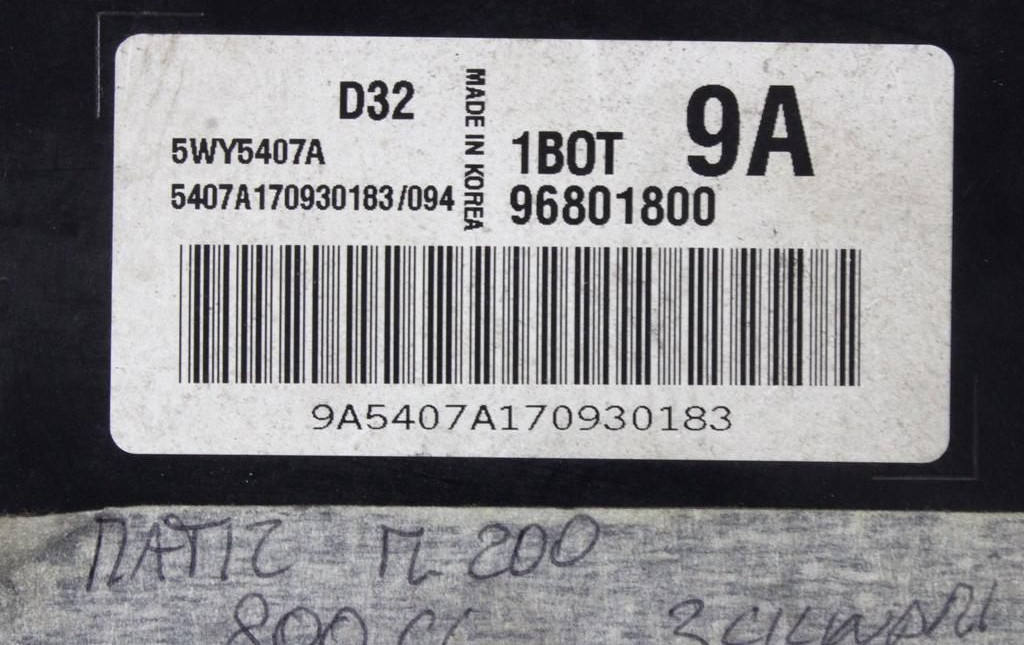 D32
MADE IN KOREA
5WY5407A
5407A170930183/094
1BOT
9A
96801800
9A5407A170930183
MATIZ M 200
800 CC